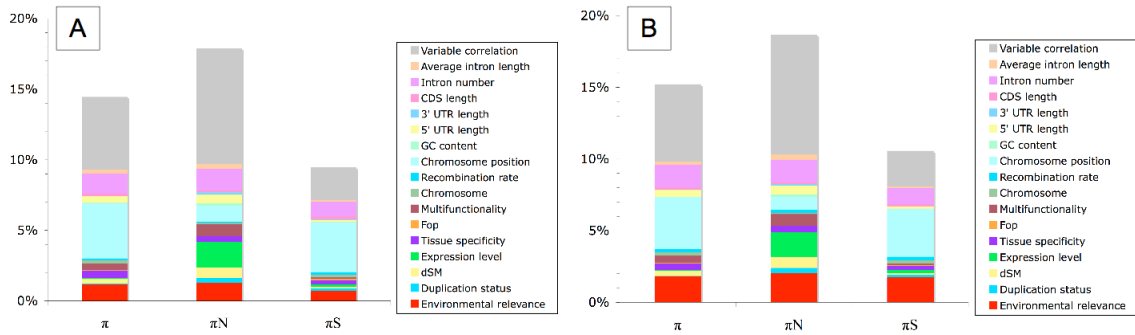 A
20%
15%
10%
5%
0%
π
πN
πS
Variable correlation
Average intron length
Intron number
CDS length
3' UTR length
5' UTR length
GC content
Chromosome position
Recombination rate
Chromosome
Multifunctionality
Fop
Tissue specificity
Expression level
dSM
Duplication status
Environmental relevance
B
20%
15%
10%
5%
0%
π
πN
πS
Variable correlation
Average intron length
Intron number
CDS length
3' UTR length
5' UTR length
GC content
Chromosome position
Recombination rate
Chromosome
Multifunctionality
Fop
Tissue specificity
Expression level
dSM
Duplication status
Environmental relevance